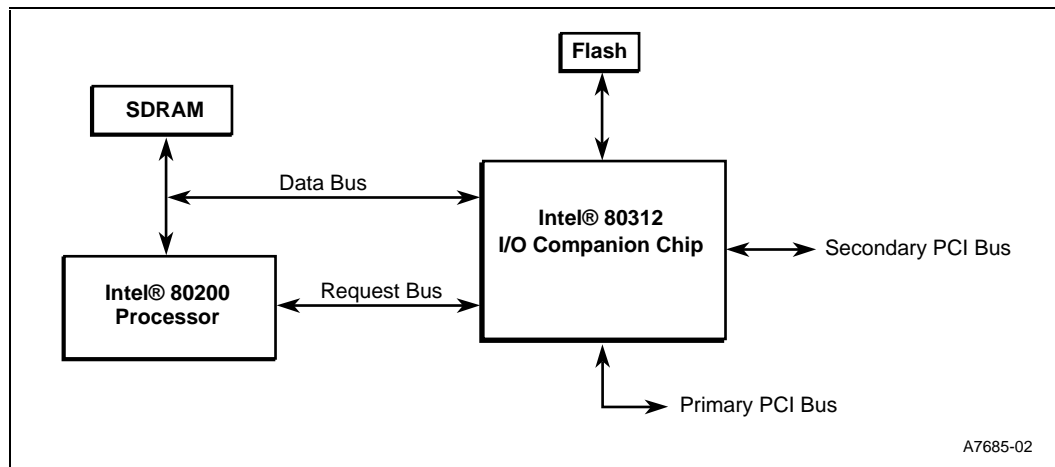 Flash
SDRAM
Data Bus
Intel® 80312
I/O Companion Chip
Secondary PCI Bus
Intel® 80200
Processor
Request Bus
Primary PCI Bus
A7685-02